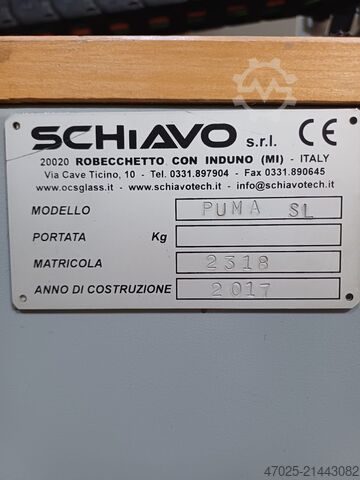 SCHIAVO s.r.l. CE
20020 ROBECCHETTO CON INDUNO (MI) - ITALY
Via Cave Ticino, 10 - Tel. 0331.897904 - Fax 0331.890645
www.ocsglass.it - www.schiavotech.it - info@schiavotech.it
MODELLO PUMA SL
PORTATA Kg
MATRICOLA 2318
ANNO DI COSTRUZIONE 2017
47025-21443082